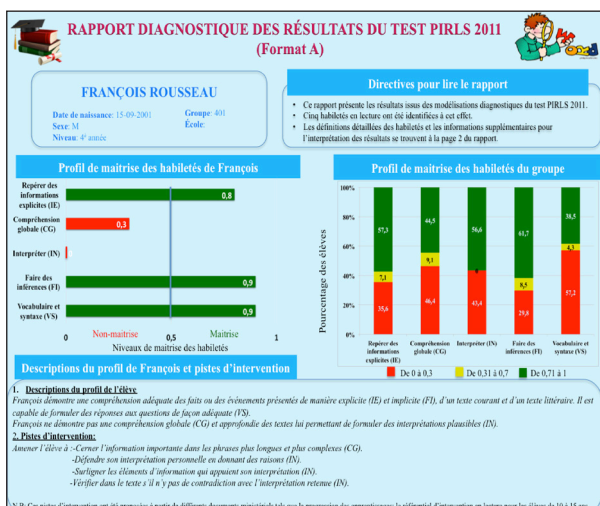 RAPPORT DIAGNOSTIQUE DES RÉSULTATS DU TEST PIRLS 2011
(Format A)
FRANÇOIS ROUSSEAU
Date de naissance: 15-09-2001
Groupe: 401
Sexe: M
École:
Niveau: 4e année
Directives pour lire le rapport
• Ce rapport présente les résultats issus des modélisations diagnostiques du test PIRLS 2011.
• Cinq habiletés en lecture ont été identifiées à cet effet.
• Les définitions détaillées des habiletés et les informations supplémentaires pour
l'interprétation des résultats se trouvent à la page 2 du rapport.
Profil de maitrise des habiletés de François
Repérer des
informations
explicites (IE)
0,8
Compréhension
globale (CG)
0,3
Interpréter (IN)
Faire des
inférences (FI)
0,9
Vocabulaire et
syntaxe (VS)
0,9
Non-maitrise
Maitrise
0
0,5
1
Niveaux de maitrise des habiletés
Profil de maitrise des habiletés du groupe
Pourcentage des élèves
100%
80%
60%
40%
20%
0%
57,3
7,1
35,6
44,5
9,1
46,4
56,6
43,4
61,7
8,5
29,8
38,5
4,3
57,2
Repérer des
informations
explicites (IE)
Compréhension
globale (CG)
Interpréter (IN)
Faire des
inférences (FI)
Vocabulaire et
syntaxe (VS)
De 0 à 0,3
De 0,31 à 0,7
De 0,71 à 1
Descriptions du profil de François et pistes d'intervention
1. Descriptions du profil de l'élève
François démontre une compréhension adéquate des faits ou des événements présentés de manière explicite (IE) et implicite (FI), d'un texte courant et d'un texte littéraire. Il est
capable de formuler des réponses aux questions de façon adéquate (VS).
François ne démontre pas une compréhension globale (CG) et approfondie des textes lui permettant de formuler des interprétations plausibles (IN).
2. Pistes d'intervention:
Amener l'élève à :-Cerner l'information importante dans les phrases plus longues et plus complexes (CG).
-Défendre son interprétation personnelle en donnant des raisons (IN).
-Surligner les éléments d'information qui appuient son interprétation (IN).
-Vérifier dans le texte s'il n'y pas de contradiction avec l'interprétation retenue (IN).